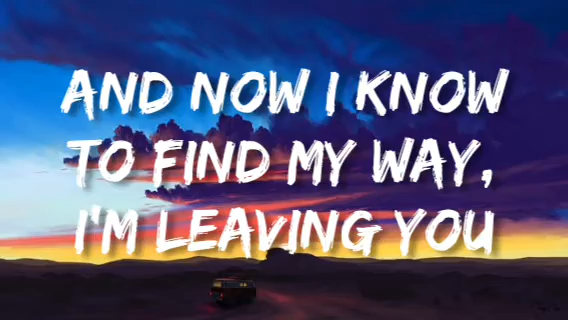 AND NOW I KNOW
TO FIND MY WAY,
I'M LEAVING YOU